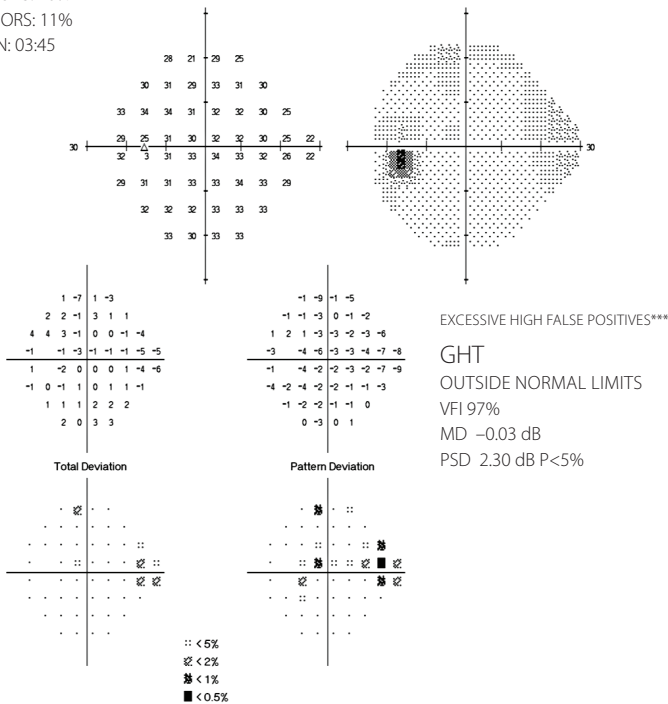 ORS: 11%
N: 03:45
28 21 29 25
30 31 29 33 31 30
33 34 34 31 32 32 30 25
29 25 31 30 32 32 32 30 25 22
30 30
32 3 31 33 34 33 32 26 22
29 31 31 33 33 34 33 29
32 32 32 33 33 33
33 30 33 33
1 -7 1 -3
2 2 -1 3 1 1
4 4 3 -1 0 0 -1 -4
-1 -1 -3 -1 -1 -1 -5 -5
1 -2 0 0 0 1 -4 -6
-1 0 -1 1 0 1 1 -1
1 1 1 2 2 2
2 0 3 3
Total Deviation
-1 -9 -1 -5
-1 -1 -3 0 -1 -2
1 2 1 -3 -3 -2 -3 -6
-3 -4 -6 -3 -3 -4 -7 -8
-1 -4 -2 -2 -2 -2 -7 -9
-4 -2 -4 -2 -2 -1 -1 -3
-1 -2 -2 -1 -1 0
0 -3 0 1
Pattern Deviation
EXCESSIVE HIGH FALSE POSITIVES***
GHT
OUTSIDE NORMAL LIMITS
VFI 97%
MD –0.03 dB
PSD 2.30 dB P<5%
< 5%
< 2%
< 1%
< 0.5%